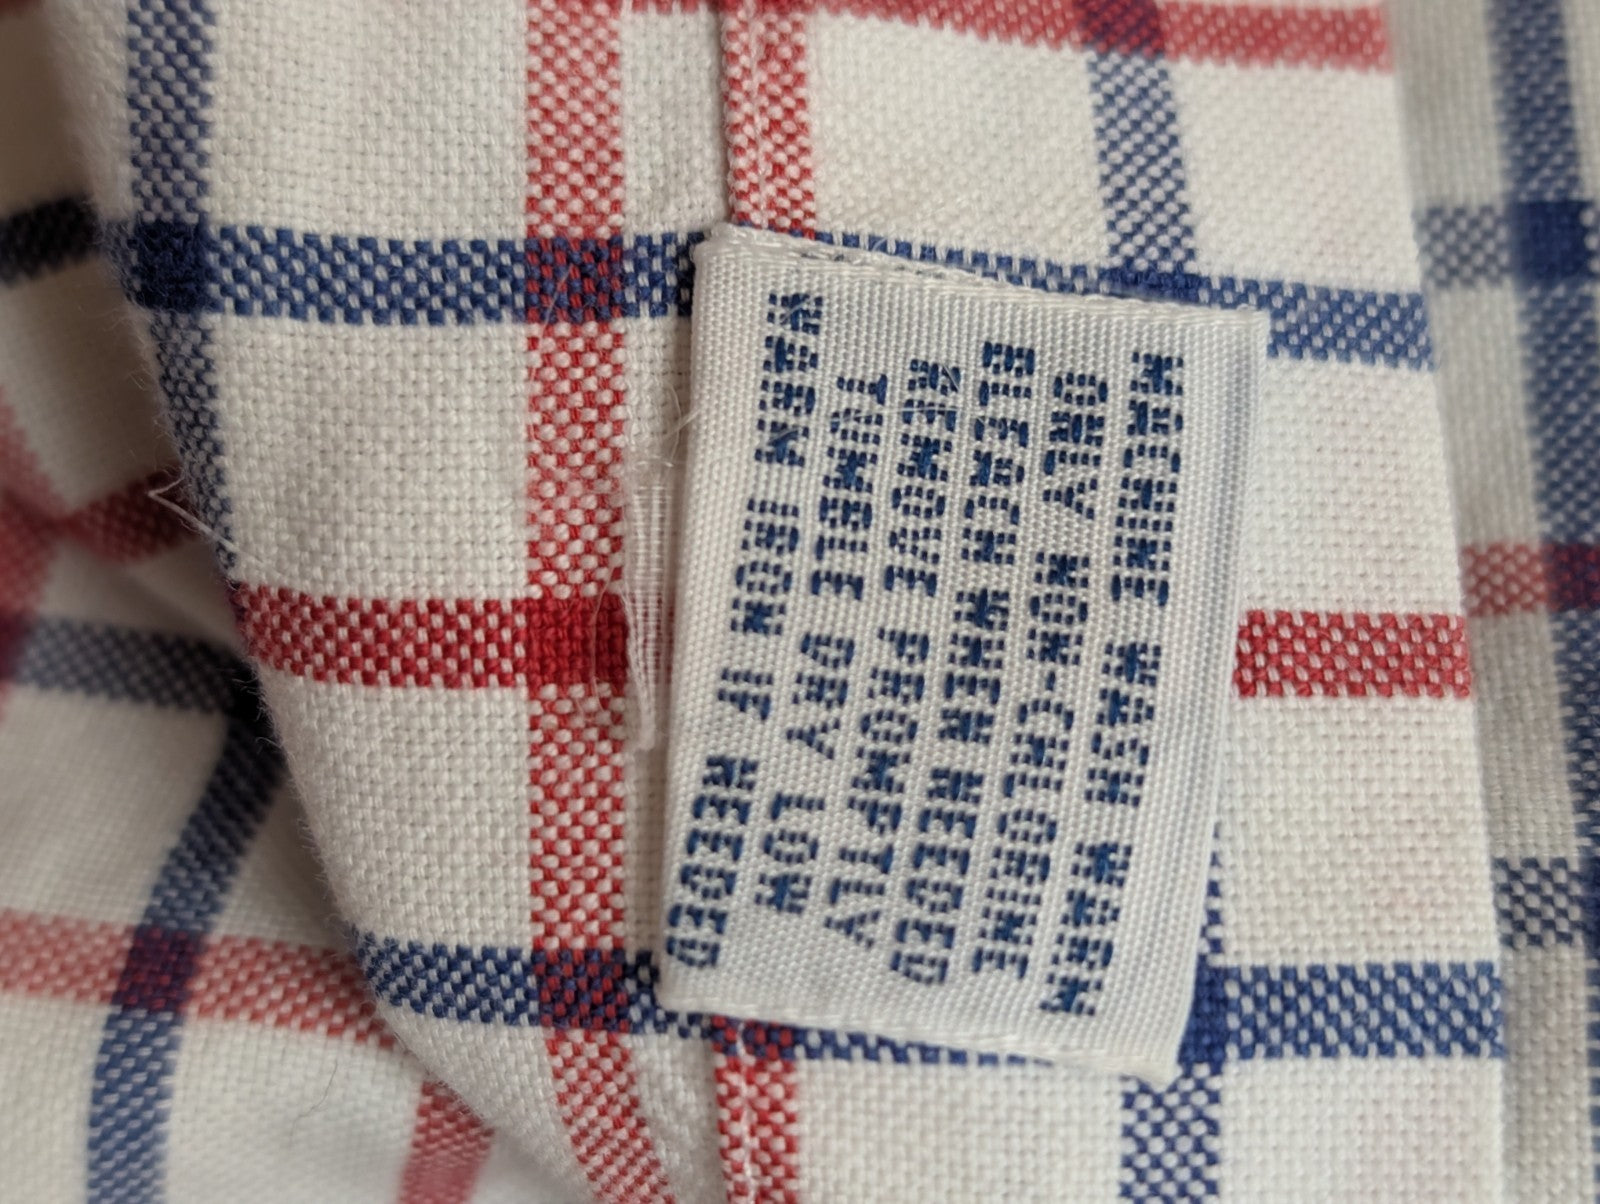 MACHINE WASH WARM
ONLY NON-CHLORINE
BLEACH WHEN NEEDED
REMOVE PROMPTLY
TUMBLE DRY LOW
WARM IRON IF NEEDED